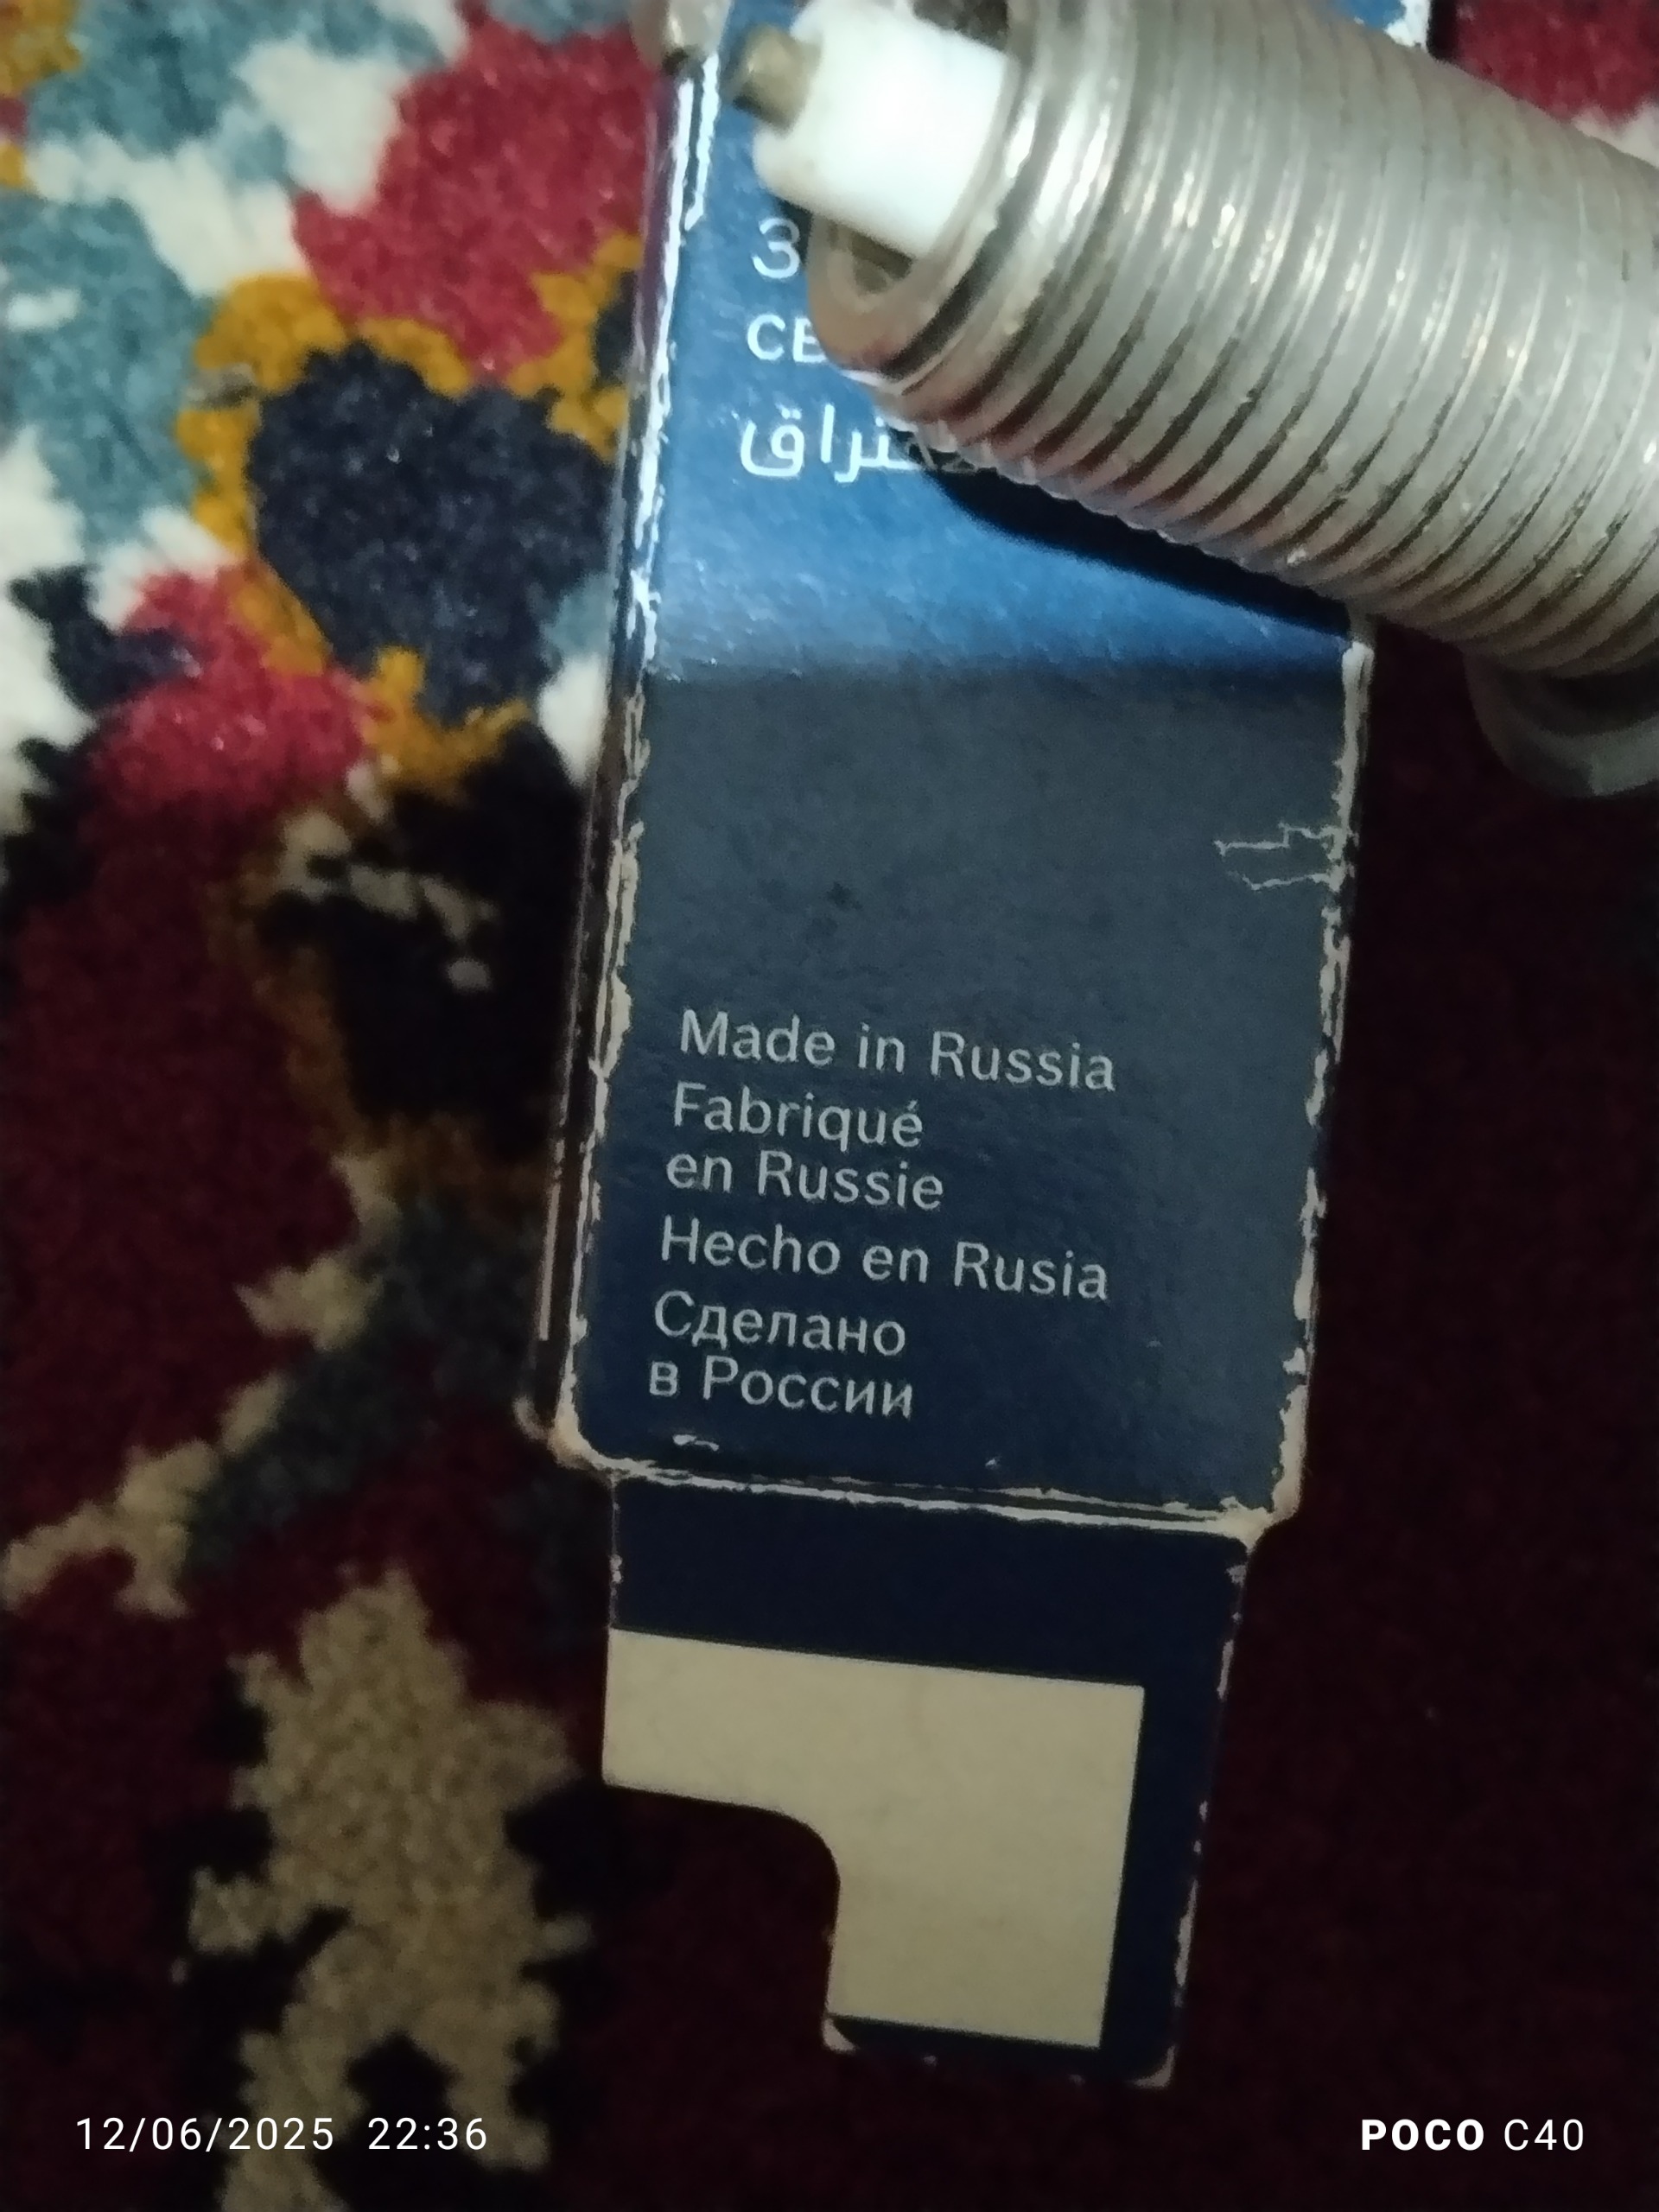 Made in Russia
Fabriqué
en Russie
Hecho en Rusia
Сделано
в России
12/06/2025 22:36
POCO C40